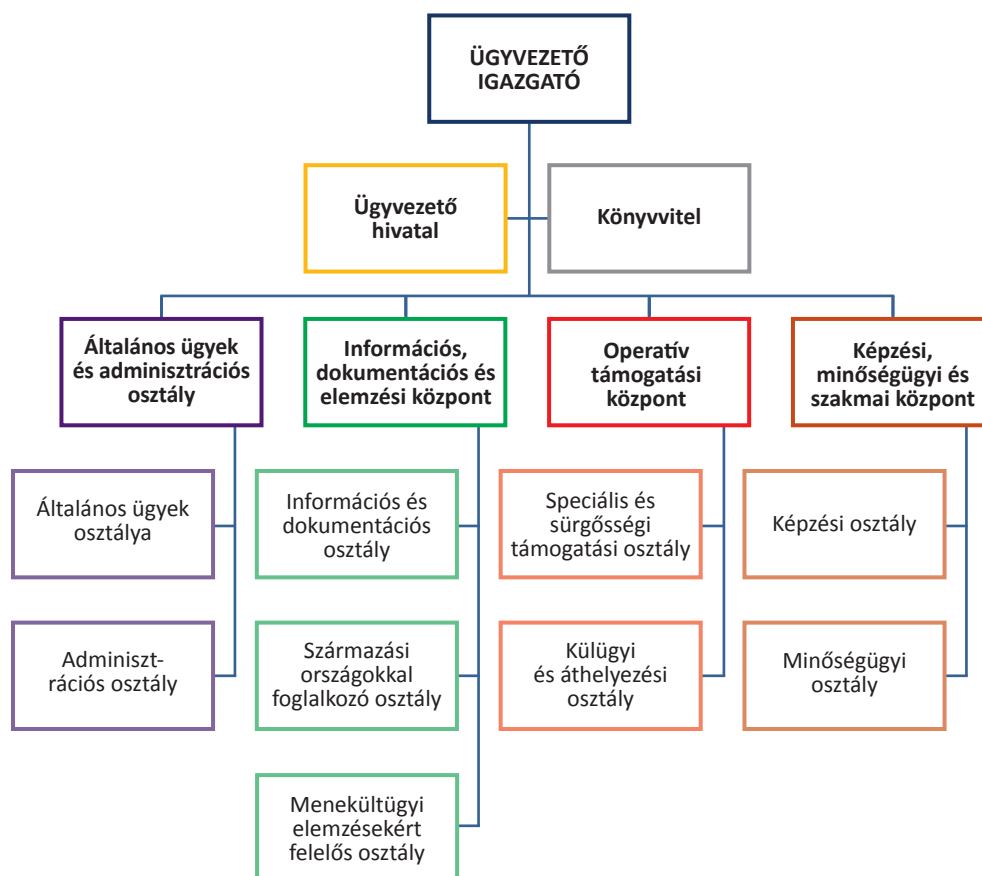 ÜGYVEZETŐ
IGAZGATÓ
Ügyvezető
hivatal
Könyvvitel
Általános ügyek
és adminisztrációs
osztály
Információs,
dokumentációs és
elemzési központ
Operatív
támogatási
központ
Képzési,
minőségügyi és
szakmai központ
Általános ügyek
osztálya
Információs és
dokumentációs
osztály
Speciális és
sürgősségi
támogatási osztály
Képzési osztály
Adminiszt-
rációs osztály
Származási
országokkal
foglalkozó osztály
Külügyi
és áthelyezési
osztály
Minőségügyi
osztály
Menekültügyi
elemzésekért
felelős osztály